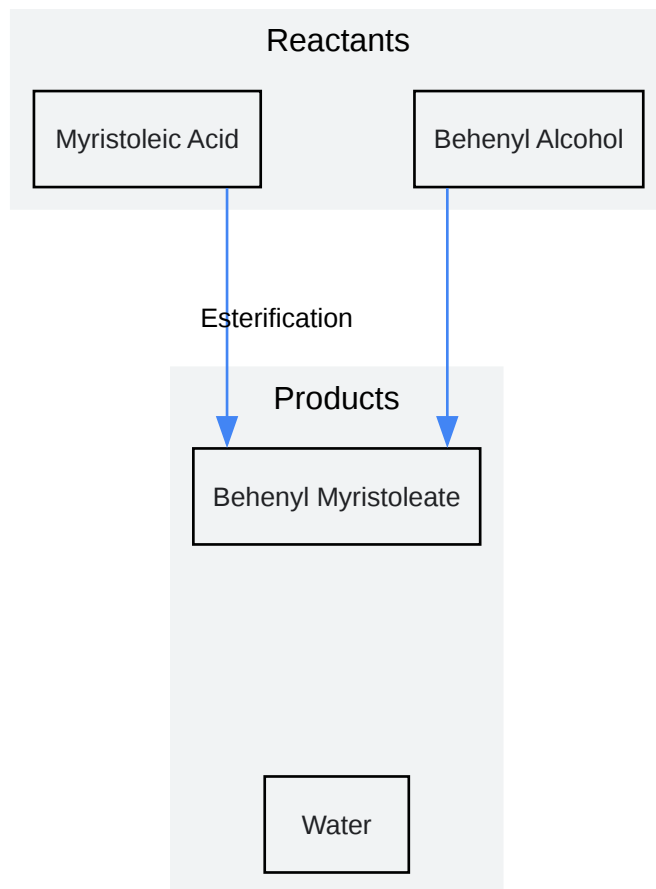 Reactants
Myristoleic Acid
Behenyl Alcohol
Esterification
Products
Behenyl Myristoleate
Water